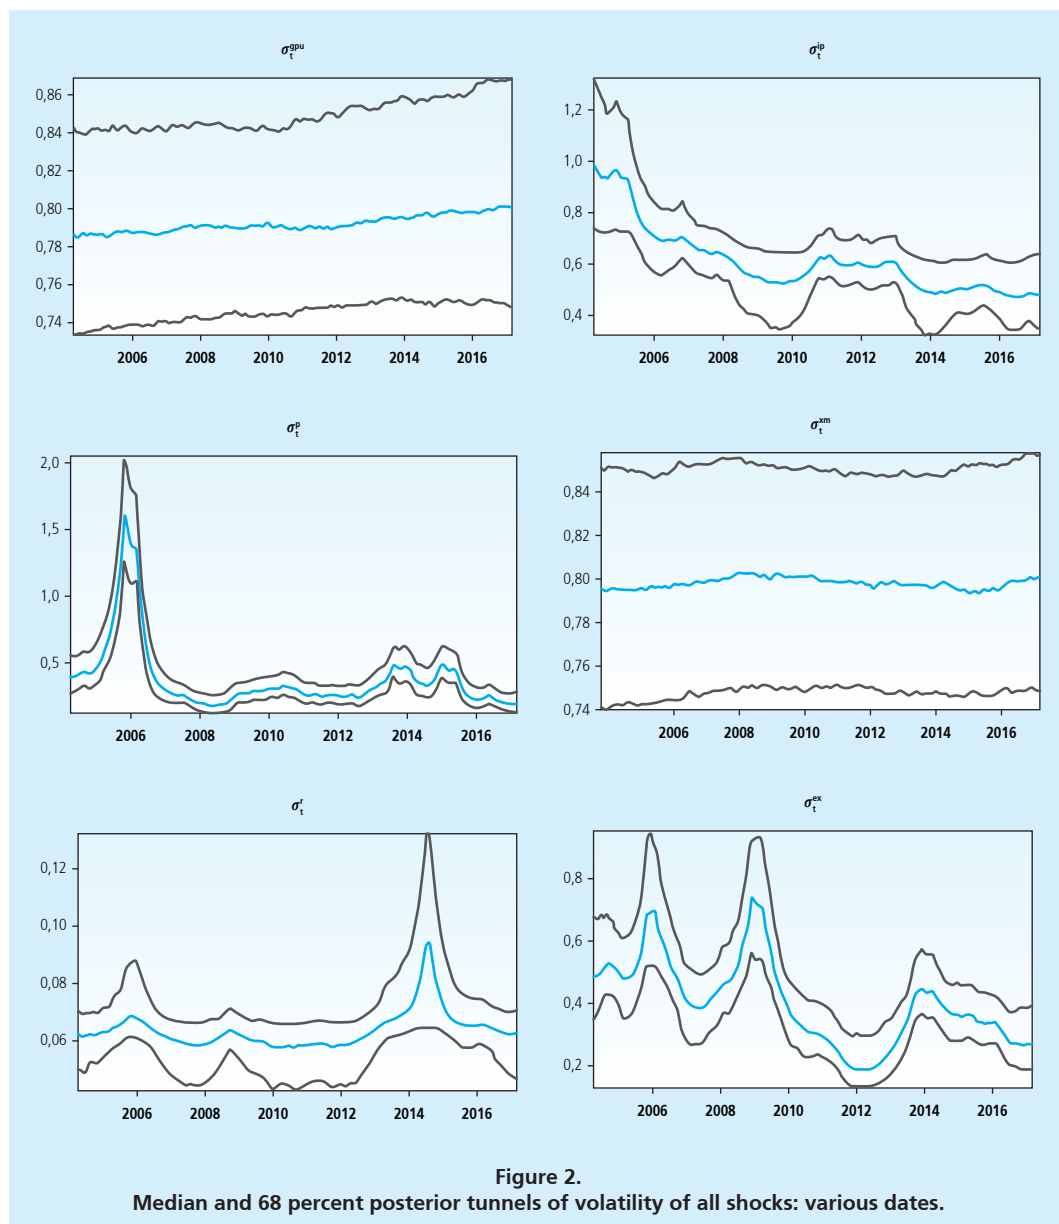 σ_t^gpu
0,86
0,84
0,82
0,80
0,78
0,76
0,74
2006 2008 2010 2012 2014 2016
σ_t^ip
1,2
1,0
0,8
0,6
0,4
2006 2008 2010 2012 2014 2016
σ_t^p
2,0
1,5
1,0
0,5
2006 2008 2010 2012 2014 2016
σ_t^xm
0,84
0,82
0,80
0,78
0,76
0,74
2006 2008 2010 2012 2014 2016
σ_t^r
0,12
0,10
0,08
0,06
2006 2008 2010 2012 2014 2016
σ_t^ex
0,8
0,6
0,4
0,2
2006 2008 2010 2012 2014 2016
Figure 2.
Median and 68 percent posterior tunnels of volatility of all shocks: various dates.